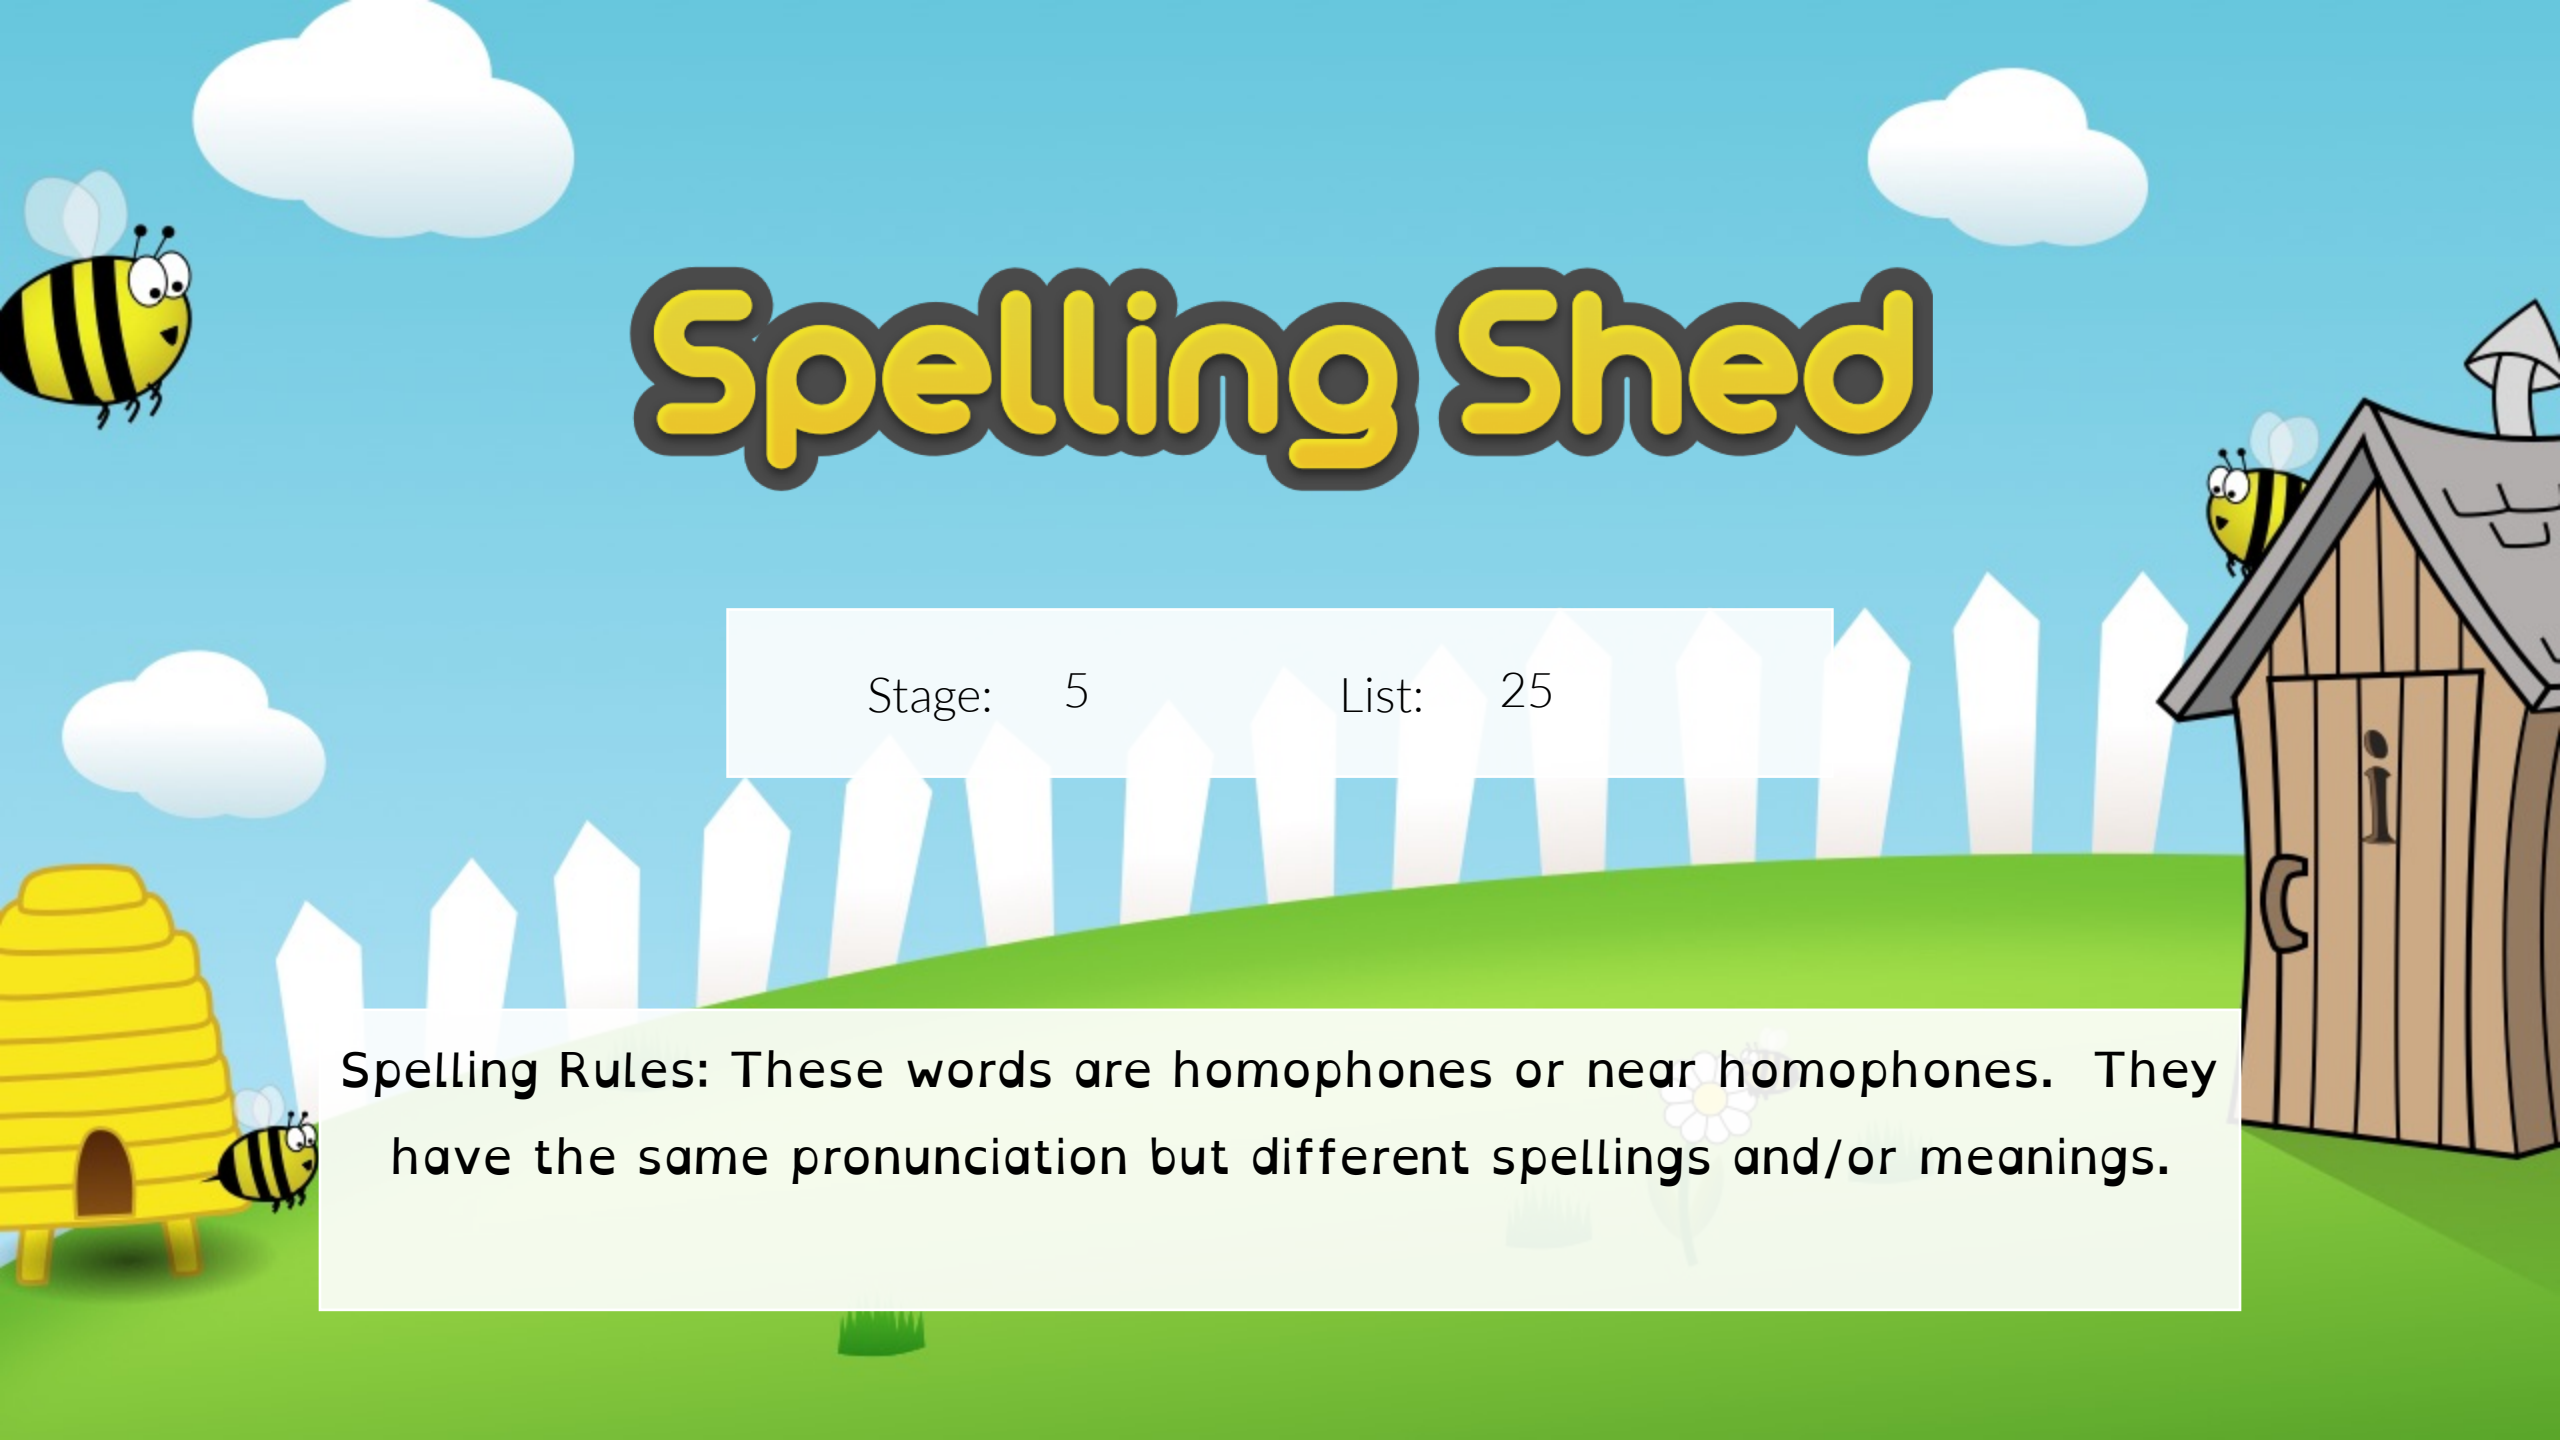 Spelling Shed
Stage: 5 List: 25
i
Spelling Rules: These words are homophones or near homophones. They
have the same pronunciation but different spellings and/or meanings.